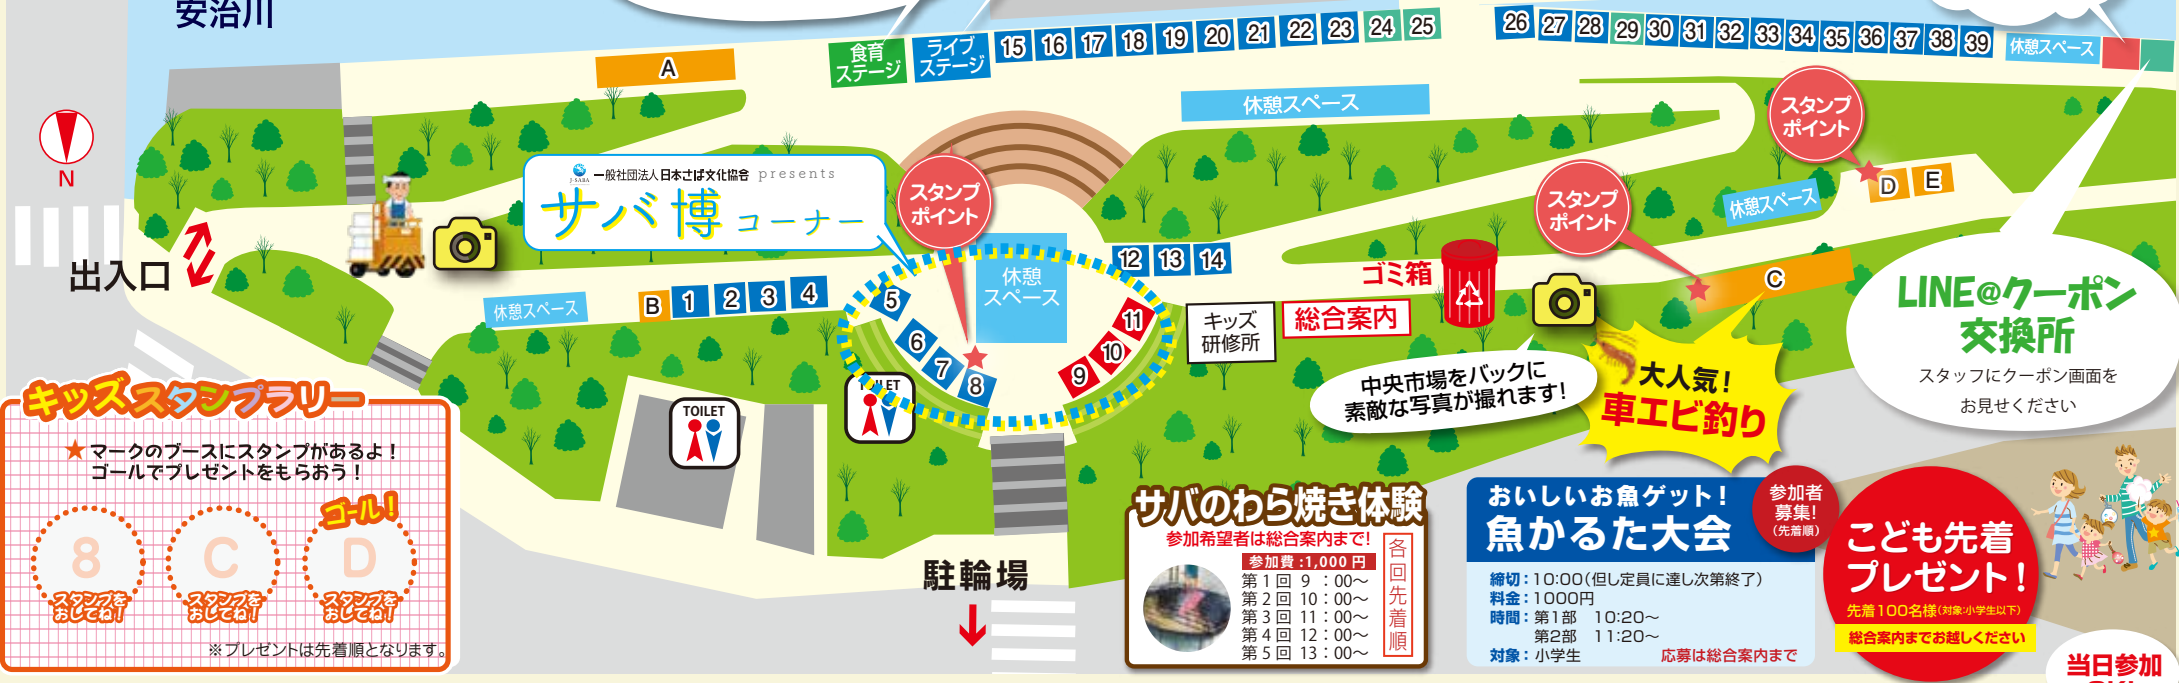 安治川
A
食育
ステージ
ライブ
ステージ
15 16 17 18 19 20 21 22 23 24 25
26 27 28 29 30 31 32 33 34 35 36 37 38 39
休憩スペース
休憩スペース
スタンプ
ポイント
N
一般社団法人日本さば文化協会 presents
J-SABA
サバ博コーナー
スタンプ
ポイント
スタンプ
ポイント
休憩スペース
D E
出入口
休憩スペース
B 1 2 3 4
5
6
7
8
休憩
スペース
9
10
11
12 13 14
キッズ
研修所
総合案内
ゴミ箱
C
LINE@クーポン
交換所
スタッフにクーポン画面を
お見せください
中央市場をバックに
素敵な写真が撮れます!
大人気!
車エビ釣り
TOILET
TOILET
駐輪場
キッズスタンプラリー
★マークのブースにスタンプがあるよ!
ゴールでプレゼントをもらおう!
ゴール!
8 C D
スタンプを
おしてね!
スタンプを
おしてね!
スタンプを
おしてね!
※プレゼントは先着順となります。
サバのわら焼き体験
参加希望者は総合案内まで!
参加費:1,000円
第1回 9:00〜
第2回 10:00〜
第3回 11:00〜
第4回 12:00〜
第5回 13:00〜
各回先着順
おいしいお魚ゲット!
魚かるた大会
参加者
募集!
(先着順)
締切:10:00(但し定員に達し次第終了)
料金:1000円
時間:第1部 10:20〜
第2部 11:20〜
対象:小学生
応募は総合案内まで
こども先着
プレゼント!
先着100名様(対象:小学生以下)
総合案内までお越しください
当日参加